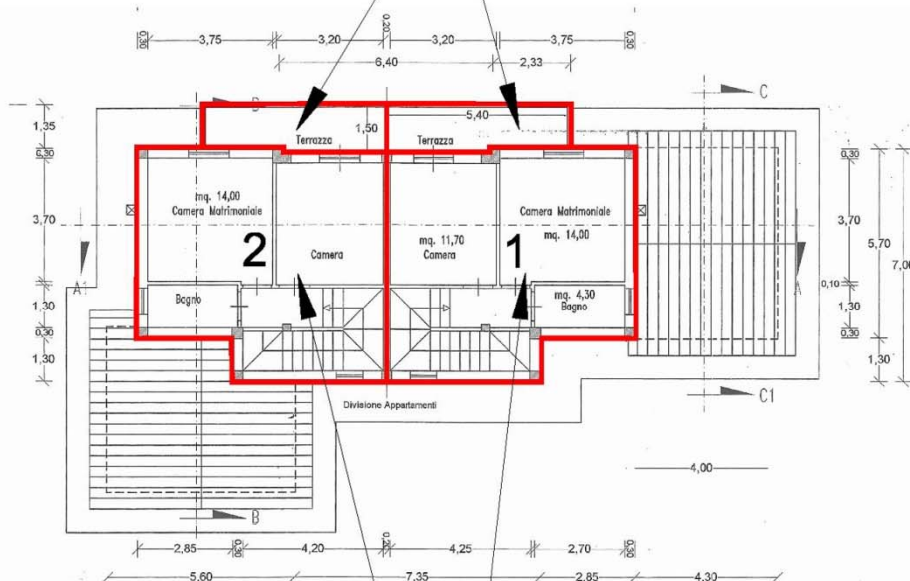 0,20
0,30 3,75 3,20 3,20 3,75 0,30
6,40 2,33
B C
1,35 1,50 5,40
Terrazza Terrazza
0,30 0,30 0,30
mq. 14,00
Camera Matrimoniale Camera Matrimoniale
3,70 mq. 11,70 mq. 14,00 3,70 5,70
2 Camera Camera 1 7,00
A1 A
mq. 4,30
0,10
1,30 Bagno Bagno 1,30
0,30 0,30
1,30 1,30
C1
Divisione Appartamenti
4,00
B
0,20
2,85 0,30 4,20 4,25 2,70 0,30
5,60 7,35 2,85 4,30